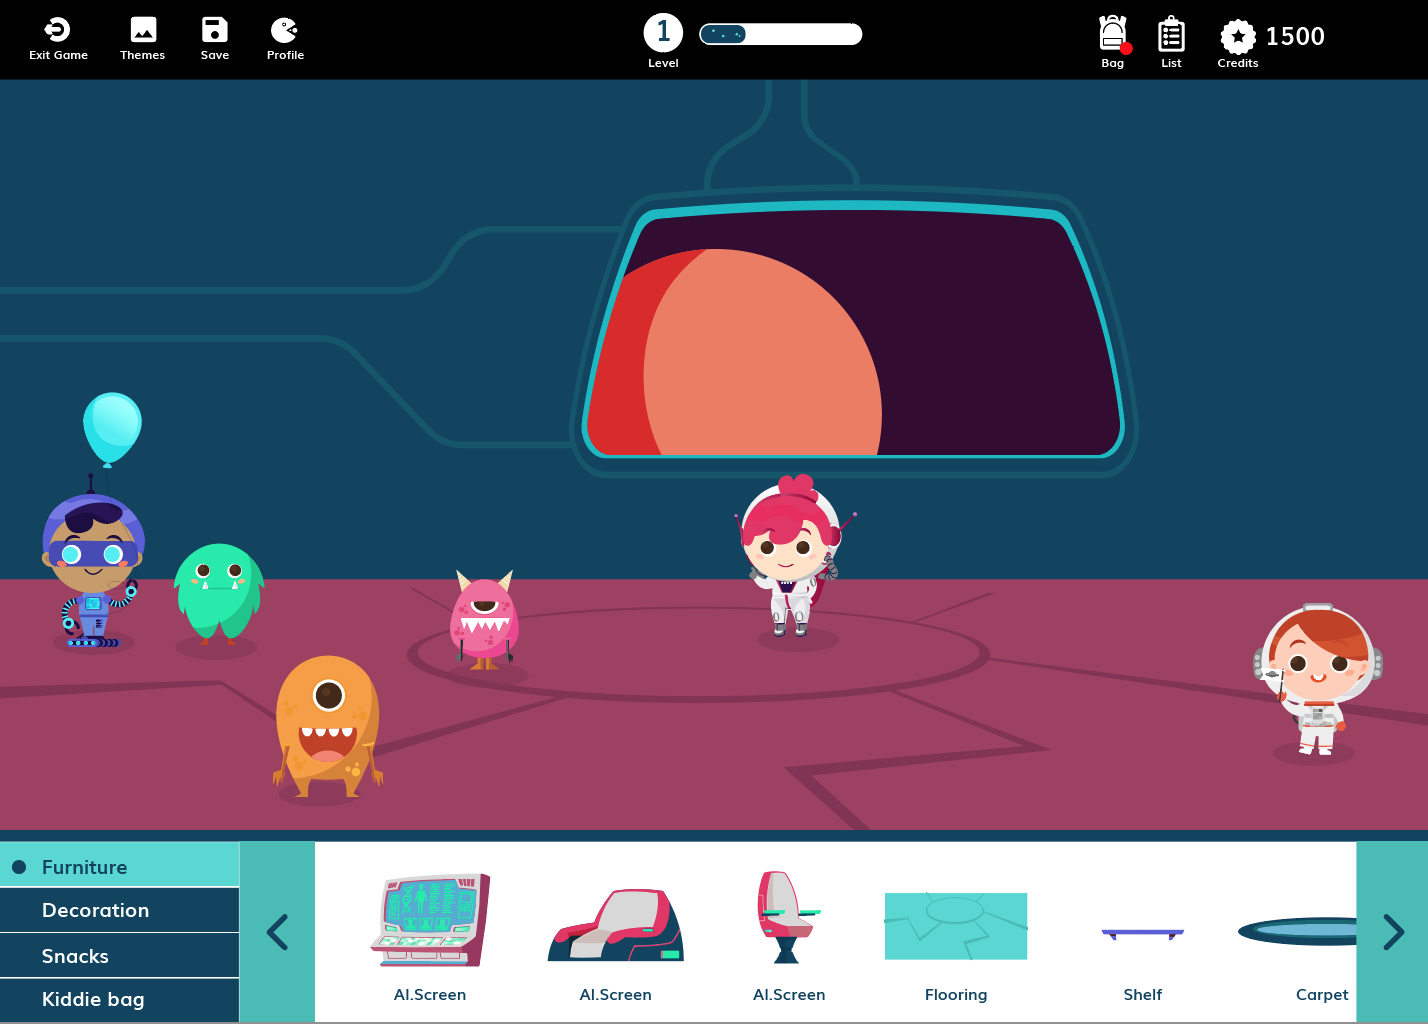 Exit Game
Themes
Save
Profile
1
Level
Bag
List
Credits
1500
Furniture
Decoration
Snacks
Kiddie bag
AI.Screen
AI.Screen
AI.Screen
Flooring
Shelf
Carpet